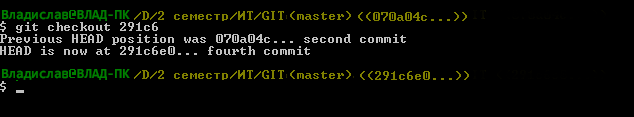 Владислав@ВЛАД-ПК /D/2 семестр/ИТ/GIT (master) ((070a04c...))
$ git checkout 291c6
Previous HEAD position was 070a04c... second commit
HEAD is now at 291c6e0... fourth commit
Владислав@ВЛАД-ПК /D/2 семестр/ИТ/GIT (master) ((291c6e0...))
$